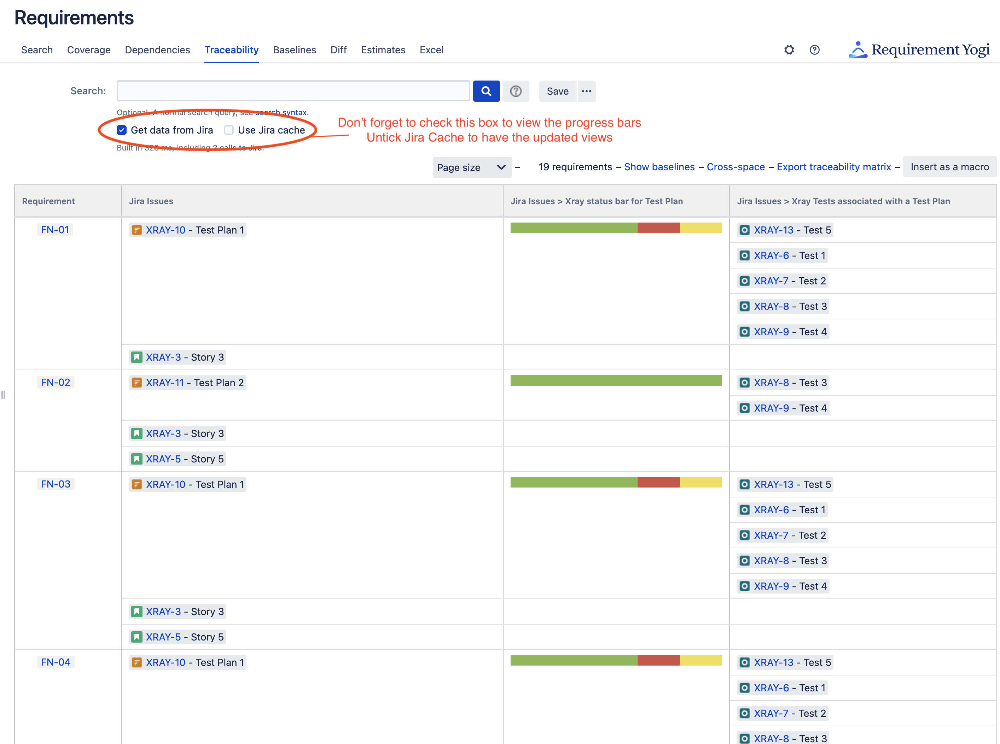 Requirements
Search Coverage Dependencies Traceability Baselines Diff Estimates Excel Requirement Yogi
Search: Save
Optional. A normal search query, see search syntax.
Get data from Jira Use Jira cache
Don't forget to check this box to view the progress bars
Untick Jira Cache to have the updated views
Built in 328 ms, including 2 calls to Jira.
Page size – 19 requirements – Show baselines – Cross-space – Export traceability matrix – Insert as a macro
Requirement Jira Issues Jira Issues > Xray status bar for Test Plan Jira Issues > Xray Tests associated with a Test Plan
FN-01 XRAY-10 - Test Plan 1 XRAY-13 - Test 5
XRAY-6 - Test 1
XRAY-7 - Test 2
XRAY-8 - Test 3
XRAY-9 - Test 4
XRAY-3 - Story 3
FN-02 XRAY-11 - Test Plan 2 XRAY-8 - Test 3
XRAY-9 - Test 4
XRAY-3 - Story 3
XRAY-5 - Story 5
FN-03 XRAY-10 - Test Plan 1 XRAY-13 - Test 5
XRAY-6 - Test 1
XRAY-7 - Test 2
XRAY-8 - Test 3
XRAY-9 - Test 4
XRAY-3 - Story 3
XRAY-5 - Story 5
FN-04 XRAY-10 - Test Plan 1 XRAY-13 - Test 5
XRAY-6 - Test 1
XRAY-7 - Test 2
XRAY-8 - Test 3